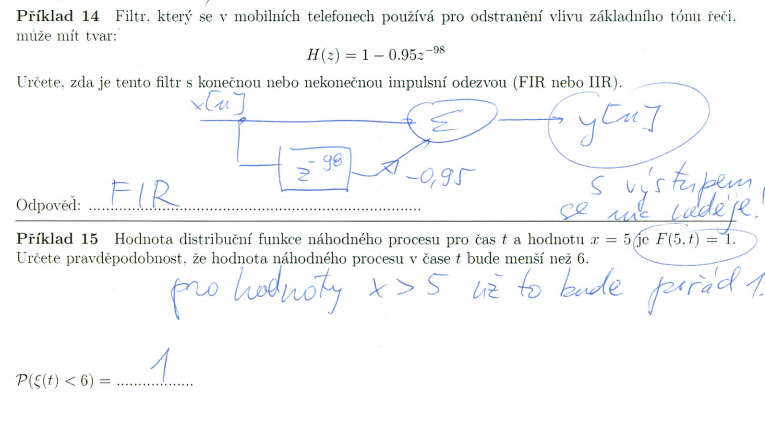 Příklad 14 Filtr, který se v mobilních telefonech používá pro odstranění vlivu základního tónu řeči, může mít tvar:
H(z) = 1 − 0.95z^−98
Určete, zda je tento filtr s konečnou nebo nekonečnou impulsní odezvou (FIR nebo IIR).
x[n]
Σ
y[n]
z^-98
-0,95
s výstupem
se nic neděje!
Odpověď: FIR
Příklad 15 Hodnota distribuční funkce náhodného procesu pro čas t a hodnotu x = 5 je F(5, t) = 1.
Určete pravděpodobnost, že hodnota náhodného procesu v čase t bude menší než 6.
pro hodnoty x > 5 už to bude pořád 1.
P(ξ(t) < 6) = 1